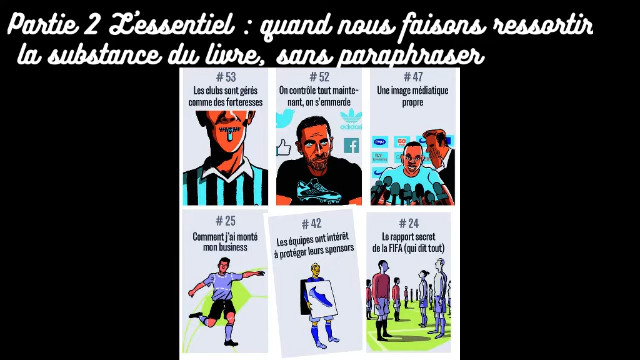 Partie 2 L'essentiel : quand nous faisons ressortir
la substance du livre, sans paraphraser
# 53
Les clubs sont gérés
comme des forteresses
# 52
On contrôle tout mainte-
nant, on s'emmerde
adidas
# 47
Une image médiatique
propre
# 25
Comment j'ai monté
mon business
# 42
Les équipes ont intérêt
à protéger leurs sponsors
# 24
Le rapport secret
de la FIFA (qui dit tout)